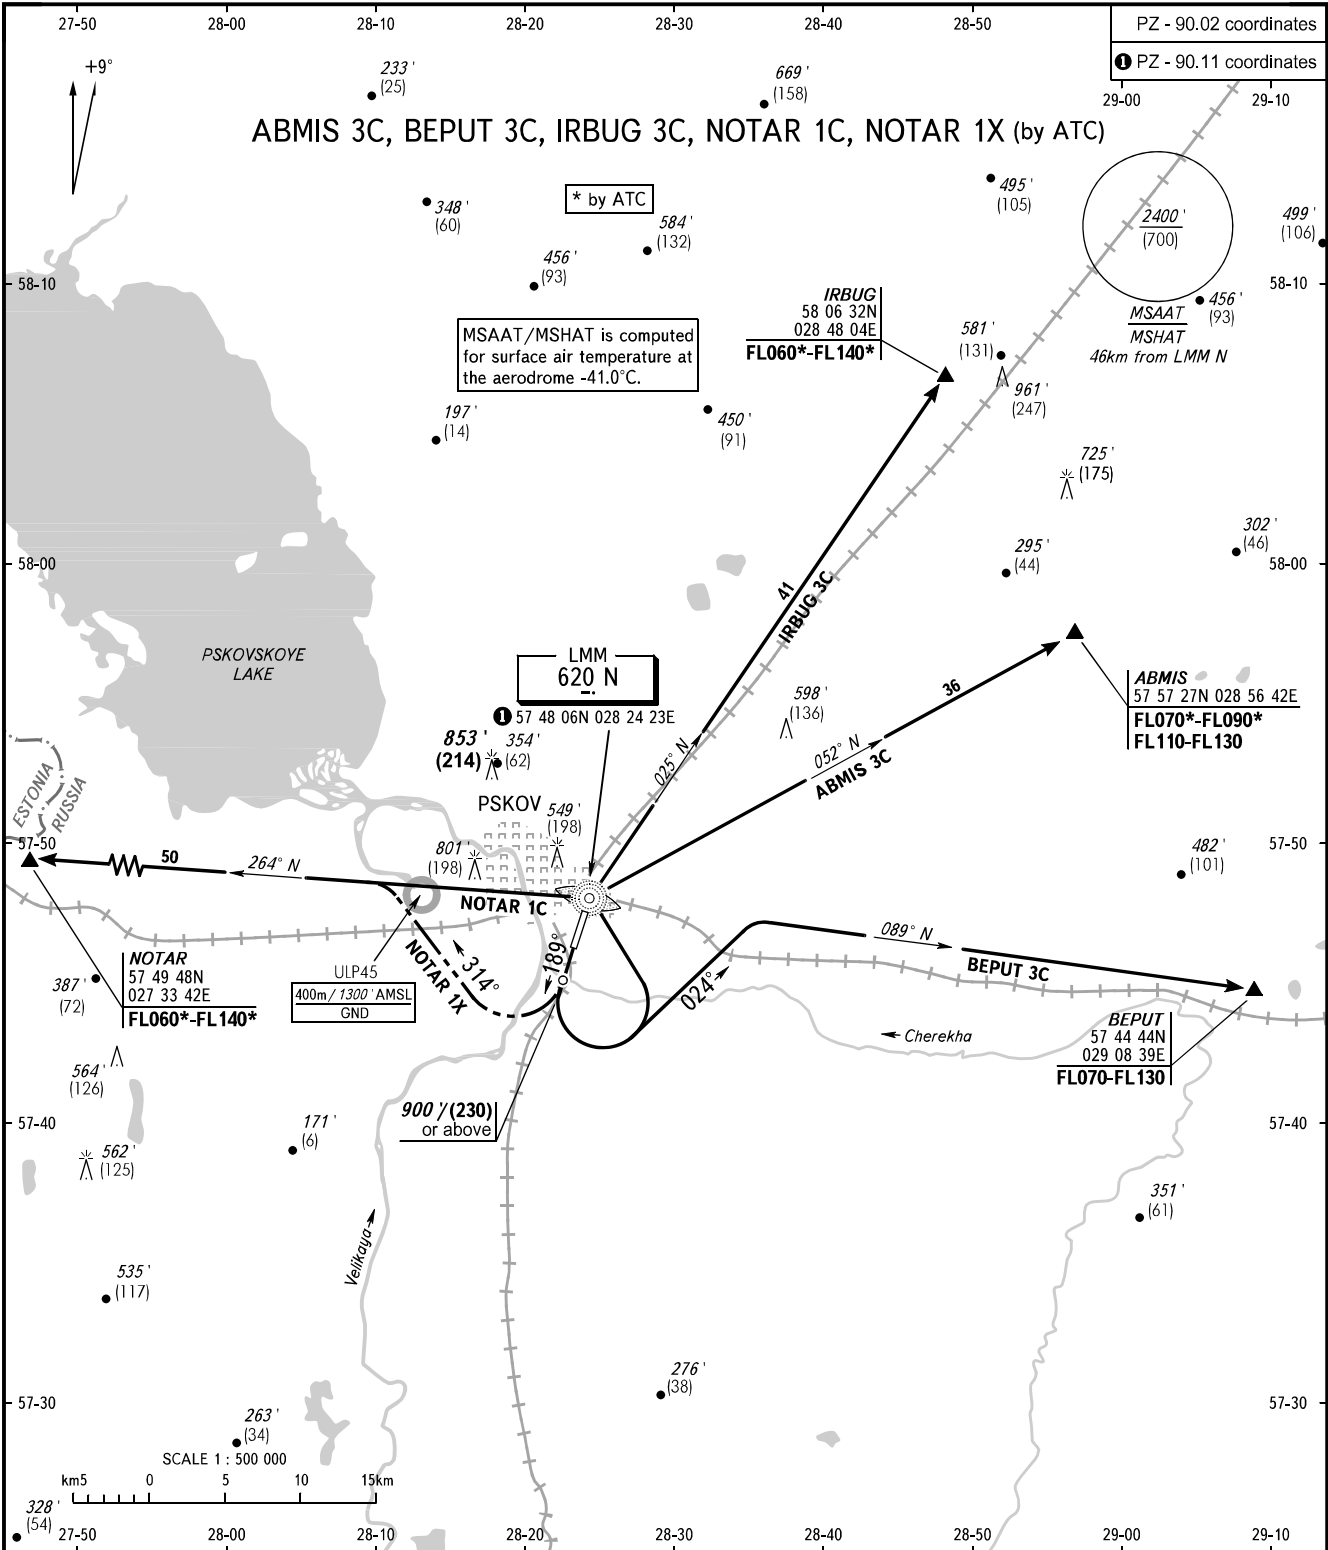 27-50 28-00 28-10 28-20 28-30 28-40 28-50
PZ - 90.02 coordinates
1 PZ - 90.11 coordinates
29-00 29-10
+9°
233'
(25)
669'
(158)
ABMIS 3C, BEPUT 3C, IRBUG 3C, NOTAR 1C, NOTAR 1X (by ATC)
* by ATC
348'
(60)
584'
(132)
456'
(93)
495'
(105)
2400'
(700)
499'
(106)
58-10
58-10
IRBUG
58 06 32N
028 48 04E
FL060*-FL140*
456'
(93)
MSAAT
MSHAT
46km from LMM N
MSAAT/MSHAT is computed
for surface air temperature at
the aerodrome -41.0°C.
581'
(131)
961'
(247)
197'
(14)
450'
(91)
725'
(175)
302'
(46)
295'
(44)
58-00
58-00
41
IRBUG 3C
PSKOVSKOYE
LAKE
LMM
620 N
1 57 48 06N 028 24 23E
36
598'
(136)
ABMIS
57 57 27N 028 56 42E
FL070*-FL090*
FL110-FL130
853'
(214)
354'
(62)
025° N
052° N
ABMIS 3C
ESTONIA
RUSSIA
PSKOV
549'
(198)
57-50
57-50
801'
(198)
482'
(101)
50
264° N
NOTAR 1C
NOTAR 1X
314°
189°
024°
089° N
BEPUT 3C
NOTAR
57 49 48N
027 33 42E
FL060*-FL140*
387'
(72)
ULP45
400m / 1300' AMSL
GND
Cherekha
BEPUT
57 44 44N
029 08 39E
FL070-FL130
564'
(126)
900'/(230)
or above
57-40
57-40
171'
(6)
562'
(125)
351'
(61)
Velikaya
535'
(117)
276'
(38)
57-30
57-30
263'
(34)
SCALE 1 : 500 000
km5 0 5 10 15km
328'
(54)
27-50 28-00 28-10 28-20 28-30 28-40 28-50 29-00 29-10